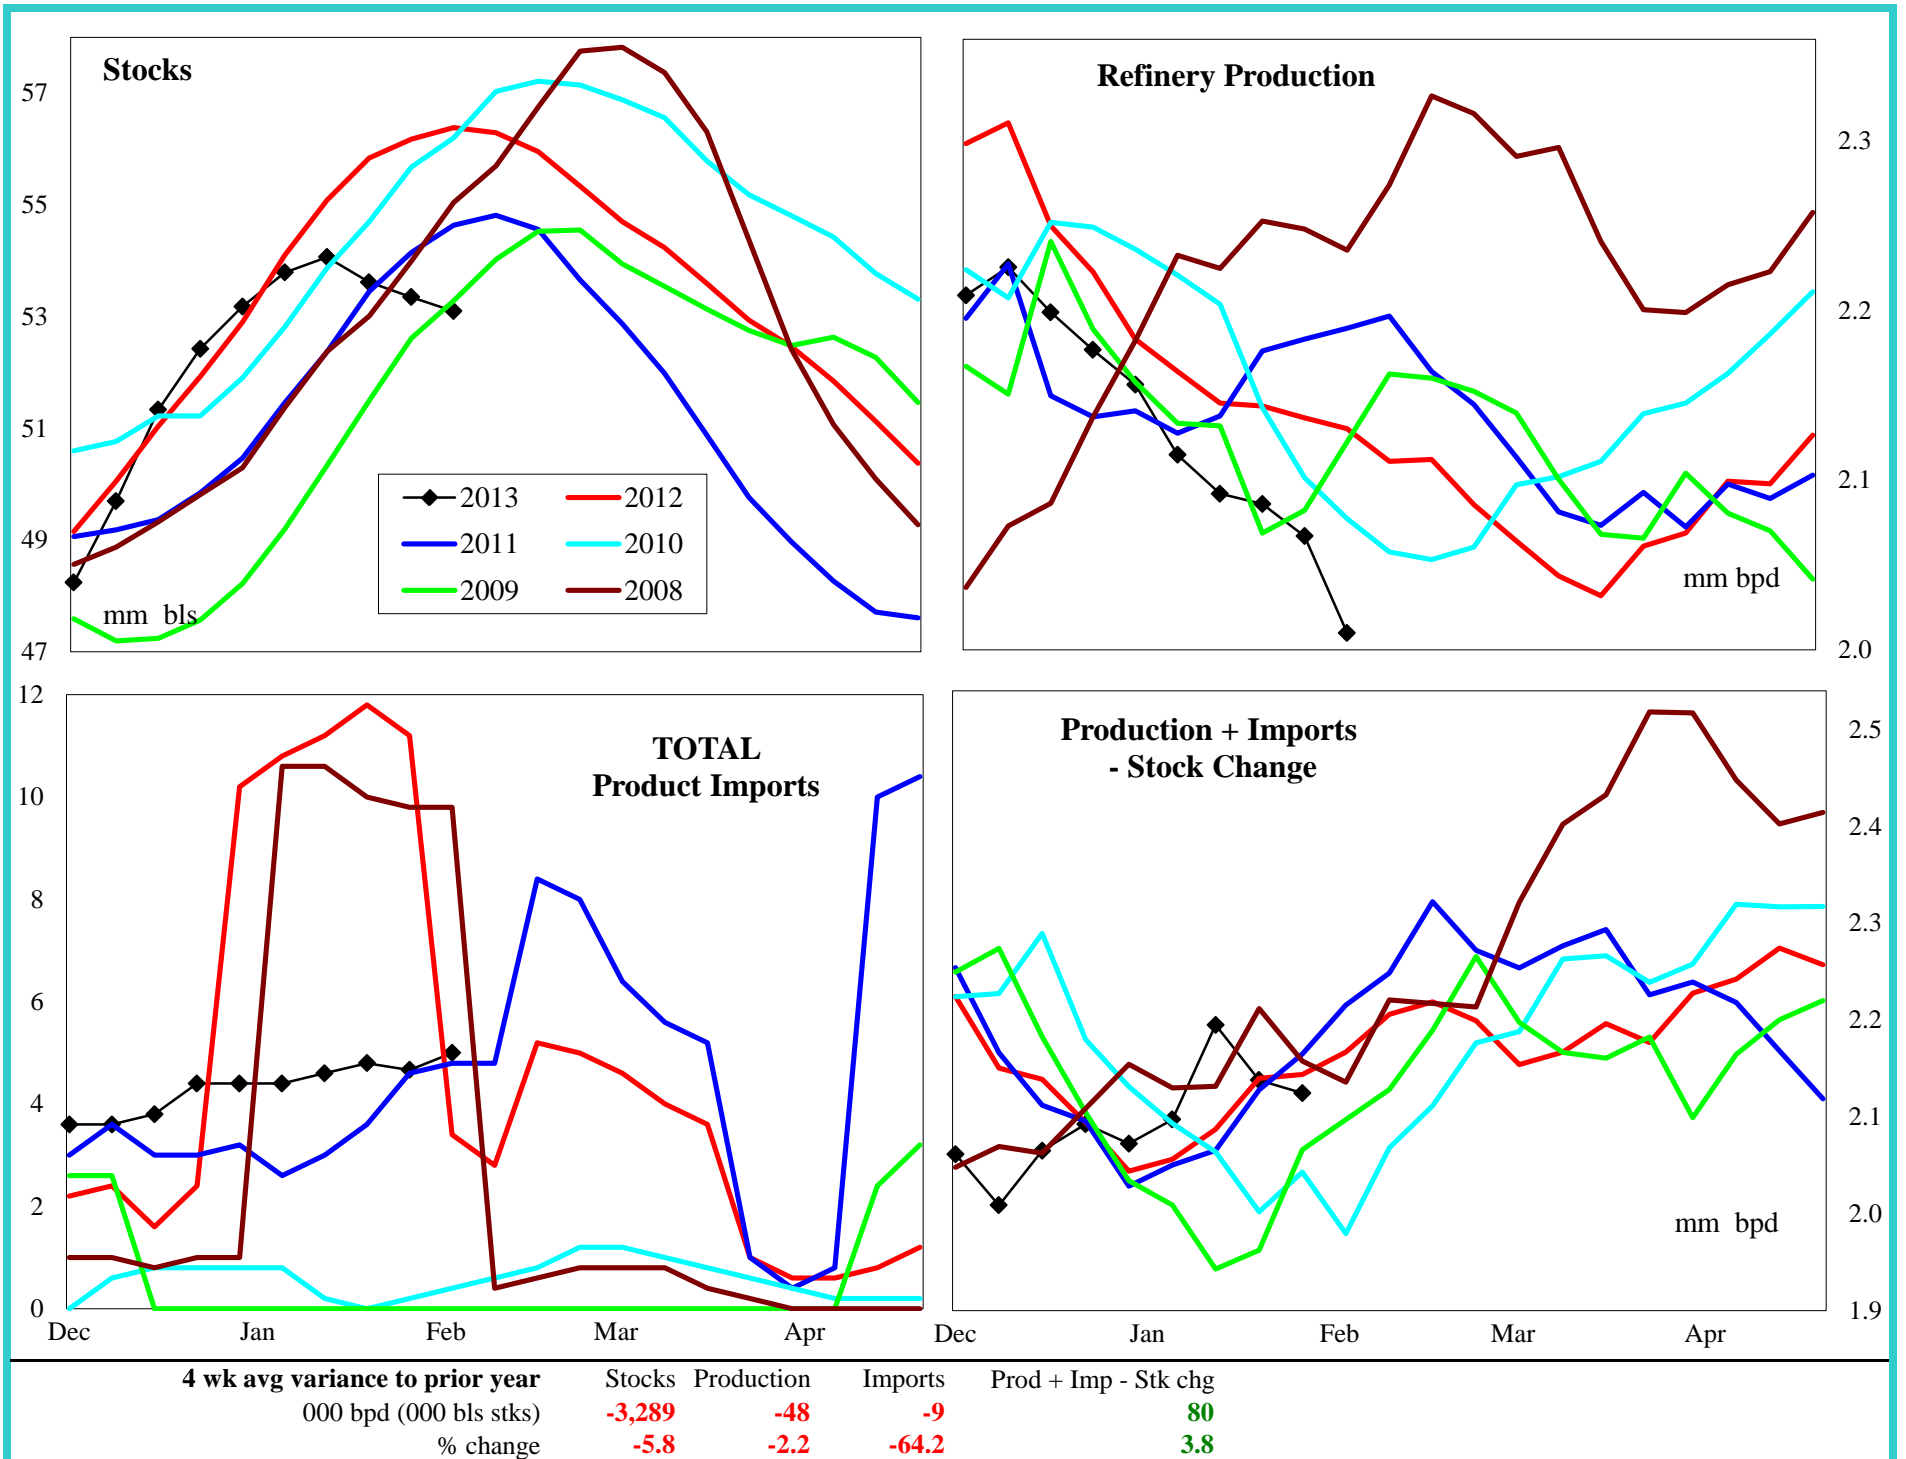 Stocks
57
55
53
51
49
47
mm bls
2013
2012
2011
2010
2009
2008
Refinery Production
2.3
2.2
2.1
2.0
mm bpd
TOTAL
Product Imports
12
10
8
6
4
2
0
Dec Jan Feb Mar Apr
Production + Imports
- Stock Change
2.5
2.4
2.3
2.2
2.1
2.0
1.9
mm bpd
Dec Jan Feb Mar Apr
4 wk avg variance to prior year Stocks Production Imports Prod + Imp - Stk chg
000 bpd (000 bls stks) -3,289 -48 -9 80
% change -5.8 -2.2 -64.2 3.8